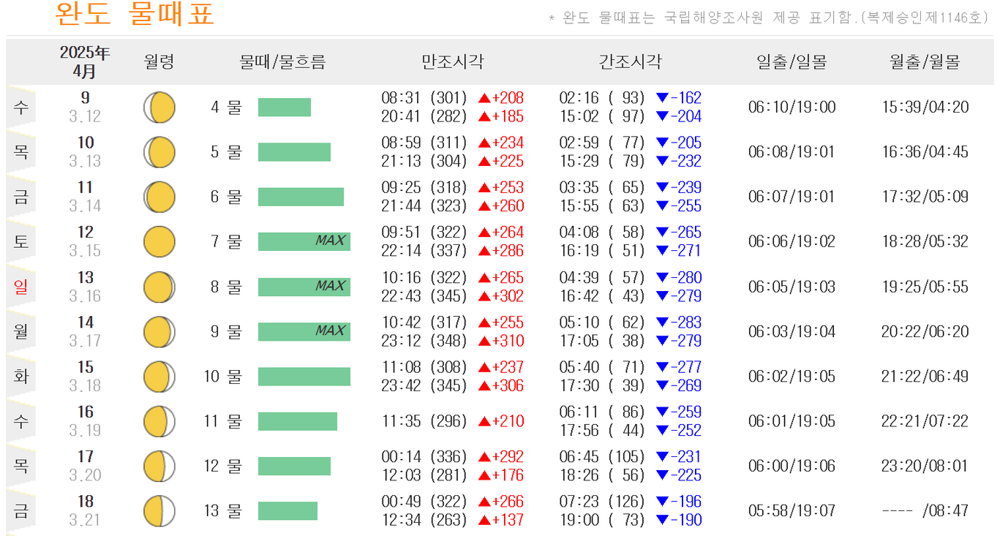 완도 물때표
* 완도 물때표는 국립해양조사원 제공 표기함.(복제승인제1146호)
2025年 4月 월령 물때/물흐름 만조시각 간조시각 일출/일몰 월출/월몰
수 9 3.12 4 물 08:31 (301) ▲+208 02:16 ( 93) ▼-162 06:10/19:00 15:39/04:20
20:41 (282) ▲+185 15:02 ( 97) ▼-204
목 10 3.13 5 물 08:59 (311) ▲+234 02:59 ( 77) ▼-205 06:08/19:01 16:36/04:45
21:13 (304) ▲+225 15:29 ( 79) ▼-232
금 11 3.14 6 물 09:25 (318) ▲+253 03:35 ( 65) ▼-239 06:07/19:01 17:32/05:09
21:44 (323) ▲+260 15:55 ( 63) ▼-255
토 12 3.15 7 물 MAX 09:51 (322) ▲+264 04:08 ( 58) ▼-265 06:06/19:02 18:28/05:32
22:14 (337) ▲+286 16:19 ( 51) ▼-271
일 13 3.16 8 물 MAX 10:16 (322) ▲+265 04:39 ( 57) ▼-280 06:05/19:03 19:25/05:55
22:43 (345) ▲+302 16:42 ( 43) ▼-279
월 14 3.17 9 물 MAX 10:42 (317) ▲+255 05:10 ( 62) ▼-283 06:03/19:04 20:22/06:20
23:12 (348) ▲+310 17:05 ( 38) ▼-279
화 15 3.18 10 물 11:08 (308) ▲+237 05:40 ( 71) ▼-277 06:02/19:05 21:22/06:49
23:42 (345) ▲+306 17:30 ( 39) ▼-269
수 16 3.19 11 물 11:35 (296) ▲+210 06:11 ( 86) ▼-259 06:01/19:05 22:21/07:22
17:56 ( 44) ▼-252
목 17 3.20 12 물 00:14 (336) ▲+292 06:45 (105) ▼-231 06:00/19:06 23:20/08:01
12:03 (281) ▲+176 18:26 ( 56) ▼-225
금 18 3.21 13 물 00:49 (322) ▲+266 07:23 (126) ▼-196 05:58/19:07 ---- /08:47
12:34 (263) ▲+137 19:00 ( 73) ▼-190